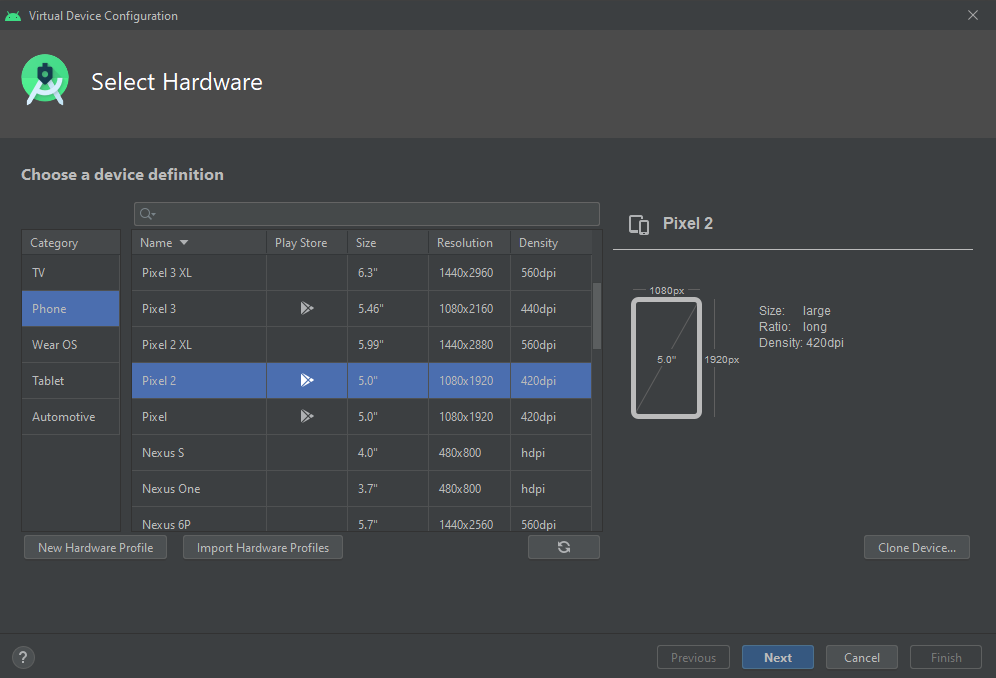 Virtual Device Configuration
Select Hardware
Choose a device definition
Category
TV
Phone
Wear OS
Tablet
Automotive
Name Play Store Size Resolution Density
Pixel 3 XL 6.3" 1440x2960 560dpi
Pixel 3 5.46" 1080x2160 440dpi
Pixel 2 XL 5.99" 1440x2880 560dpi
Pixel 2 5.0" 1080x1920 420dpi
Pixel 5.0" 1080x1920 420dpi
Nexus S 4.0" 480x800 hdpi
Nexus One 3.7" 480x800 hdpi
Nexus 6P 5.7" 1440x2560 560dpi
Pixel 2
1080px
5.0"
1920px
Size: large
Ratio: long
Density: 420dpi
New Hardware Profile Import Hardware Profiles Clone Device...
? Previous Next Cancel Finish